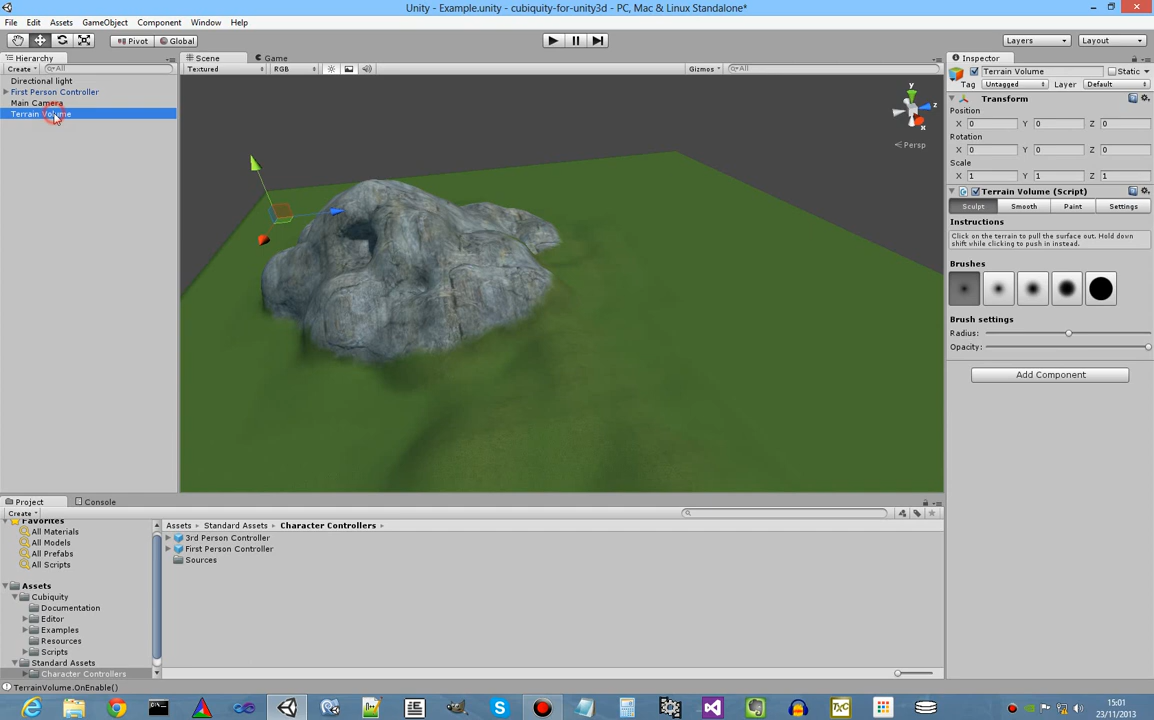 Unity - Example.unity - cubiquity-for-unity3d - PC, Mac & Linux Standalone*
File Edit Assets GameObject Component Window Help
Pivot Global Layers Layout
Hierarchy
Create All
Directional light
First Person Controller
Main Camera
Terrain Volume
Scene Game
Textured RGB Gizmos All
y
z
x
Persp
Inspector
Terrain Volume Static
Tag Untagged Layer Default
Transform
Position
X 0 Y 0 Z 0
Rotation
X 0 Y 0 Z 0
Scale
X 1 Y 1 Z 1
Terrain Volume (Script)
Sculpt Smooth Paint Settings
Instructions
Click on the terrain to pull the surface out. Hold down
shift while clicking to push in instead.
Brushes
Brush settings
Radius:
Opacity:
Add Component
Project Console
Create
Favorites
All Materials
All Models
All Prefabs
All Scripts
Assets
Cubiquity
Documentation
Editor
Examples
Resources
Scripts
Standard Assets
Character Controllers
Assets Standard Assets Character Controllers
3rd Person Controller
First Person Controller
Sources
TerrainVolume.OnEnable()
TXC
15:01
23/11/2013